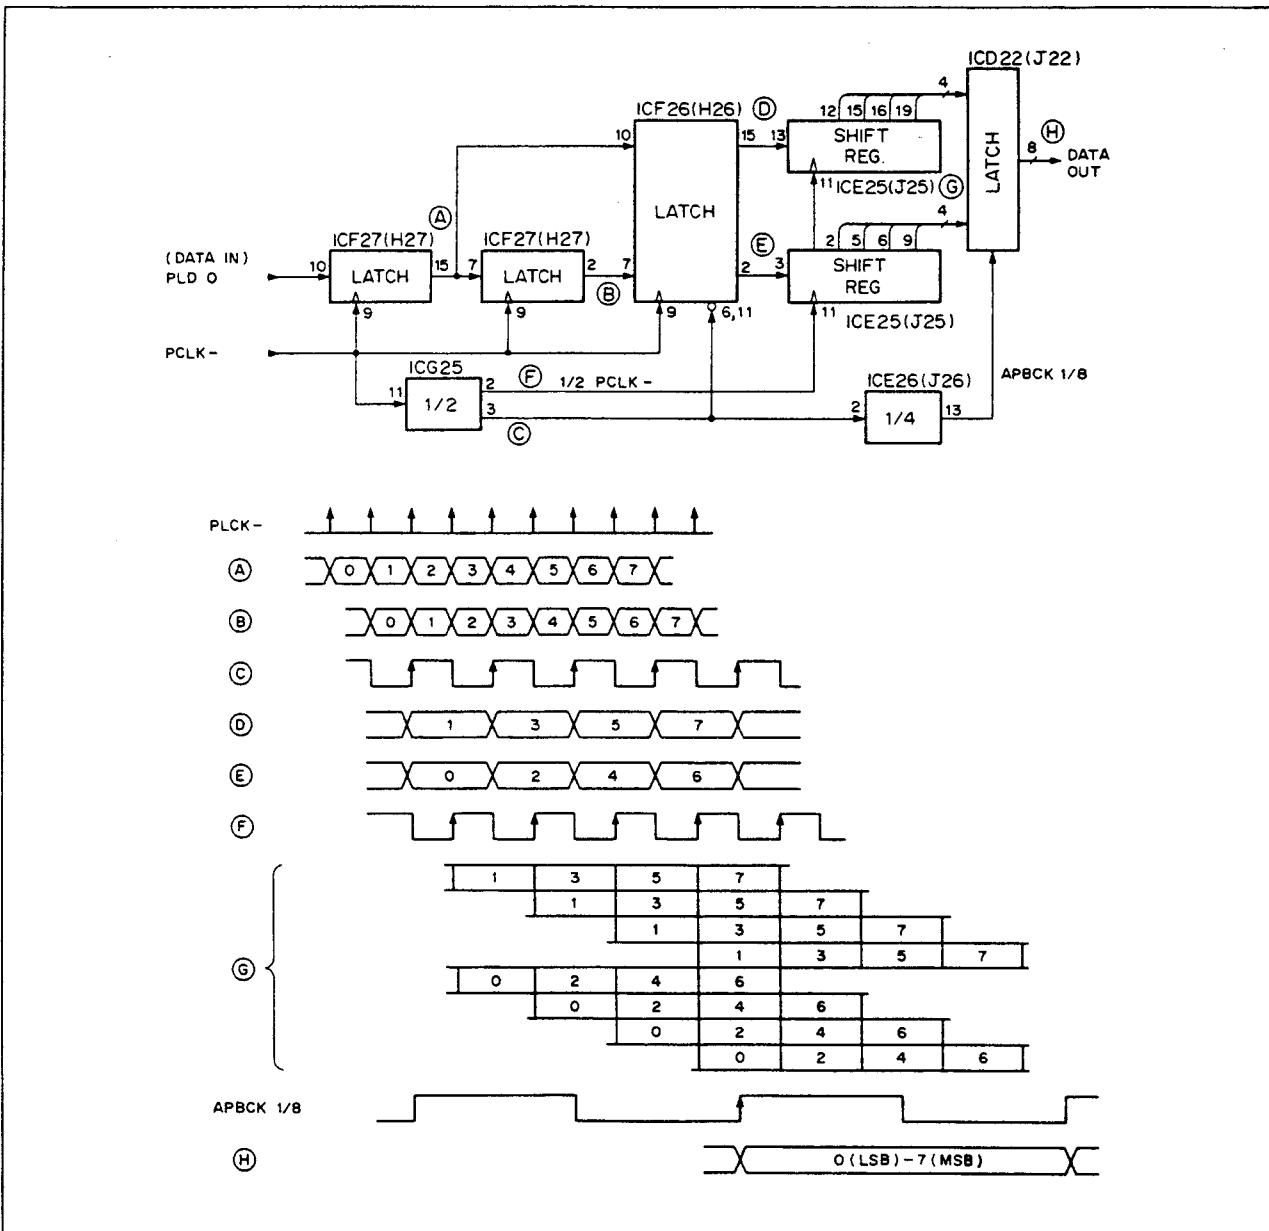 ICD22(J22)
4
ICF26(H26) Ⓓ
12 15 16 19
10
15 13
SHIFT
REG.
LATCH
Ⓗ
8
DATA
OUT
11 ICE25(J25) Ⓖ
4
Ⓐ
LATCH
ICF27(H27)
ICF27(H27)
Ⓔ
2 5 6 9
(DATA IN)
PLD 0
10 LATCH 15
7 LATCH 2
7
2 3
SHIFT
REG
Ⓑ
9
9
9
6,11
11
ICE25(J25)
PCLK-
ICG25
Ⓕ 1/2 PCLK-
ICE26(J26)
APBCK 1/8
11 1/2 2
3
Ⓒ
2 1/4 13
PLCK-
Ⓐ 0 1 2 3 4 5 6 7
Ⓑ 0 1 2 3 4 5 6 7
Ⓒ
Ⓓ 1 3 5 7
Ⓔ 0 2 4 6
Ⓕ
Ⓖ
1 3 5 7
1 3 5 7
1 3 5 7
1 3 5 7
0 2 4 6
0 2 4 6
0 2 4 6
0 2 4 6
APBCK 1/8
Ⓗ 0(LSB)-7(MSB)